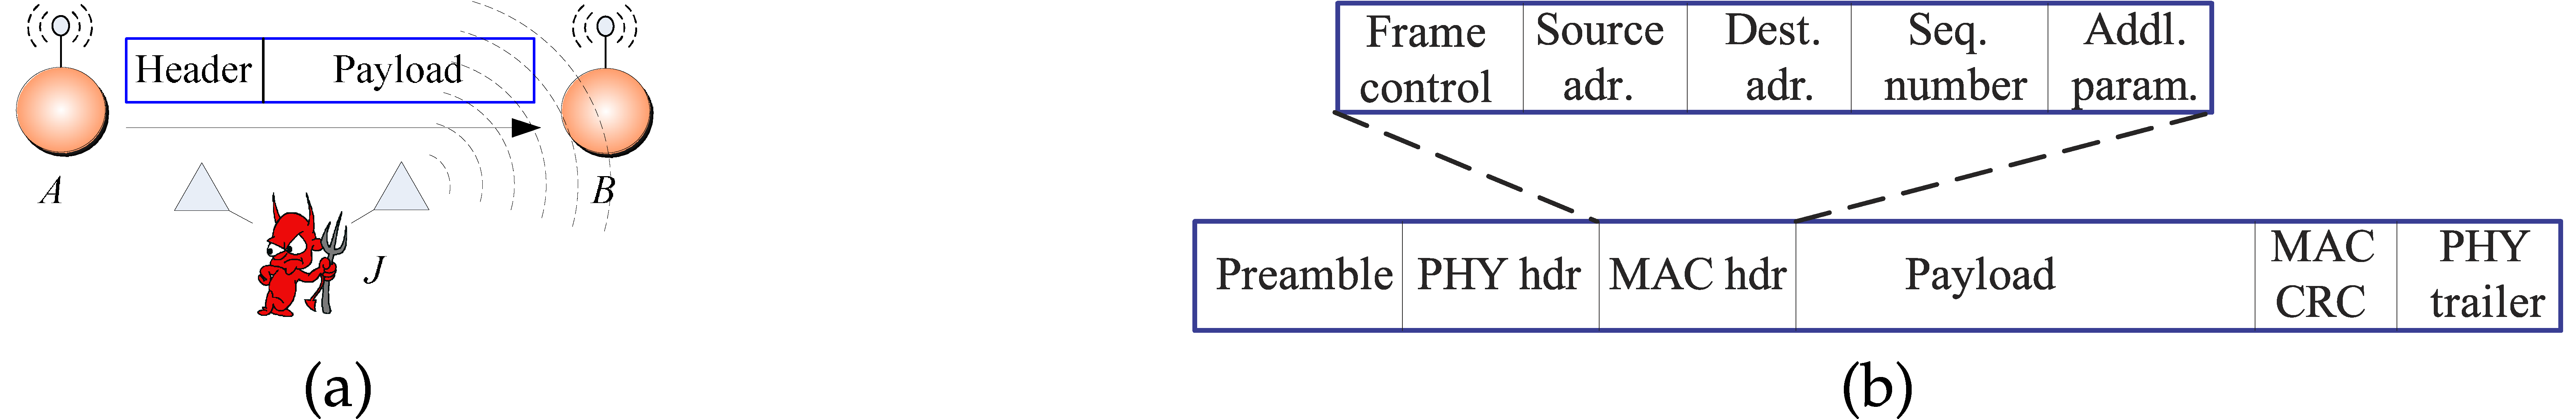 Header Payload
A
B
J
(a)
Frame control
Source adr.
Dest. adr.
Seq. number
Addl. param.
Preamble
PHY hdr
MAC hdr
Payload
MAC CRC
PHY trailer
(b)